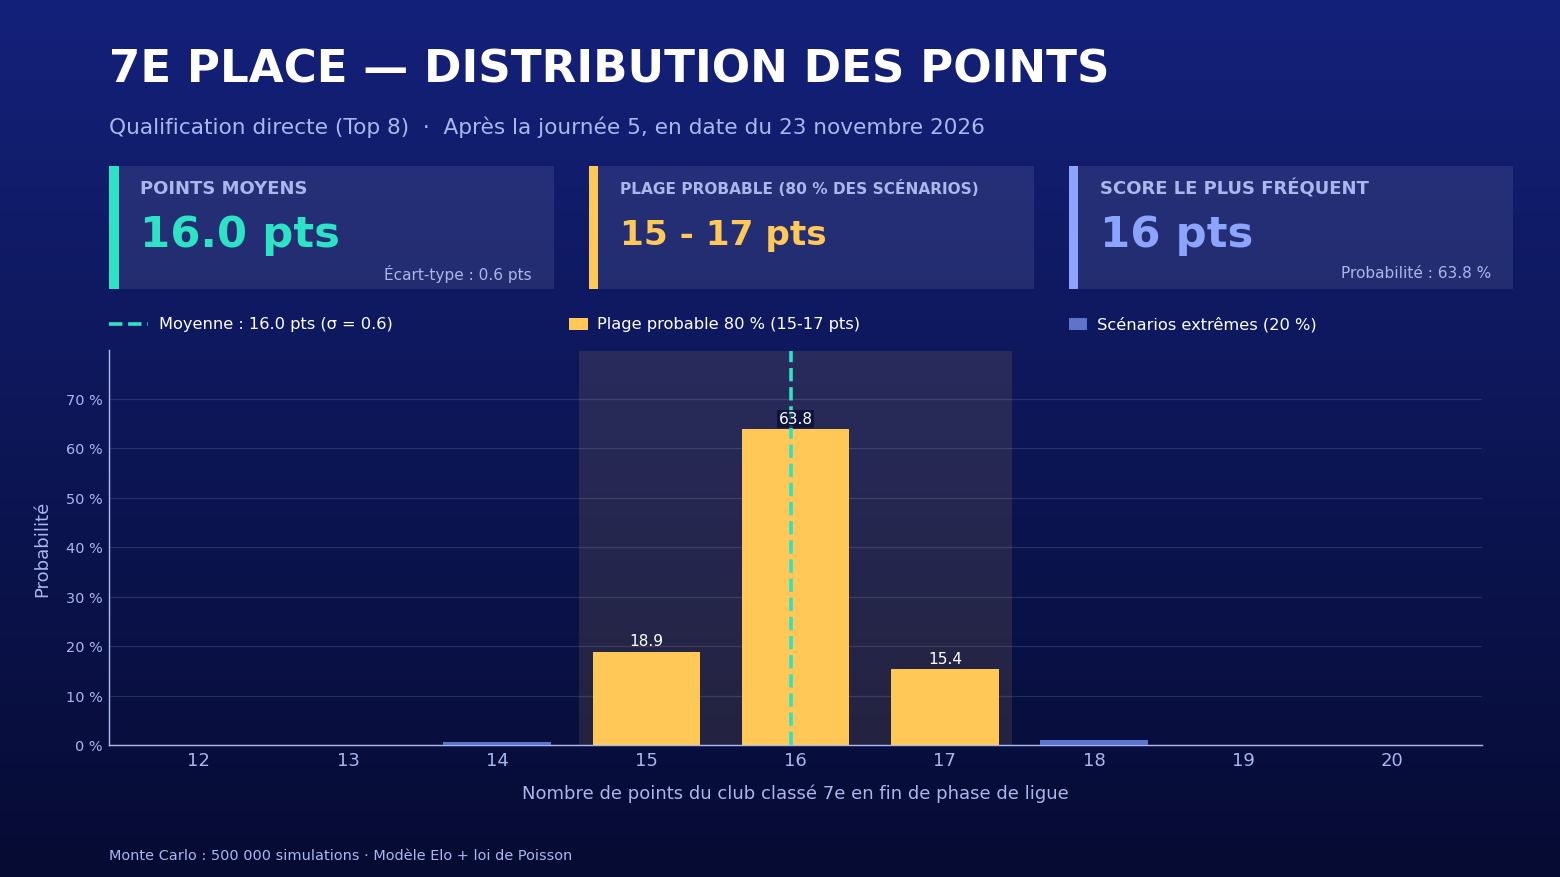 7E PLACE — DISTRIBUTION DES POINTS
Qualification directe (Top 8)  ·  Après la journée 5, en date du 23 novembre 2026
POINTS MOYENS
16.0 pts
Écart-type : 0.6 pts
PLAGE PROBABLE (80 % DES SCÉNARIOS)
15 - 17 pts
SCORE LE PLUS FRÉQUENT
16 pts
Probabilité : 63.8 %
Moyenne : 16.0 pts (σ = 0.6)
Plage probable 80 % (15-17 pts)
Scénarios extrêmes (20 %)
Probabilité
70 %
60 %
50 %
40 %
30 %
20 %
10 %
0 %
18.9
63.8
15.4
12 13 14 15 16 17 18 19 20
Nombre de points du club classé 7e en fin de phase de ligue
Monte Carlo : 500 000 simulations · Modèle Elo + loi de Poisson